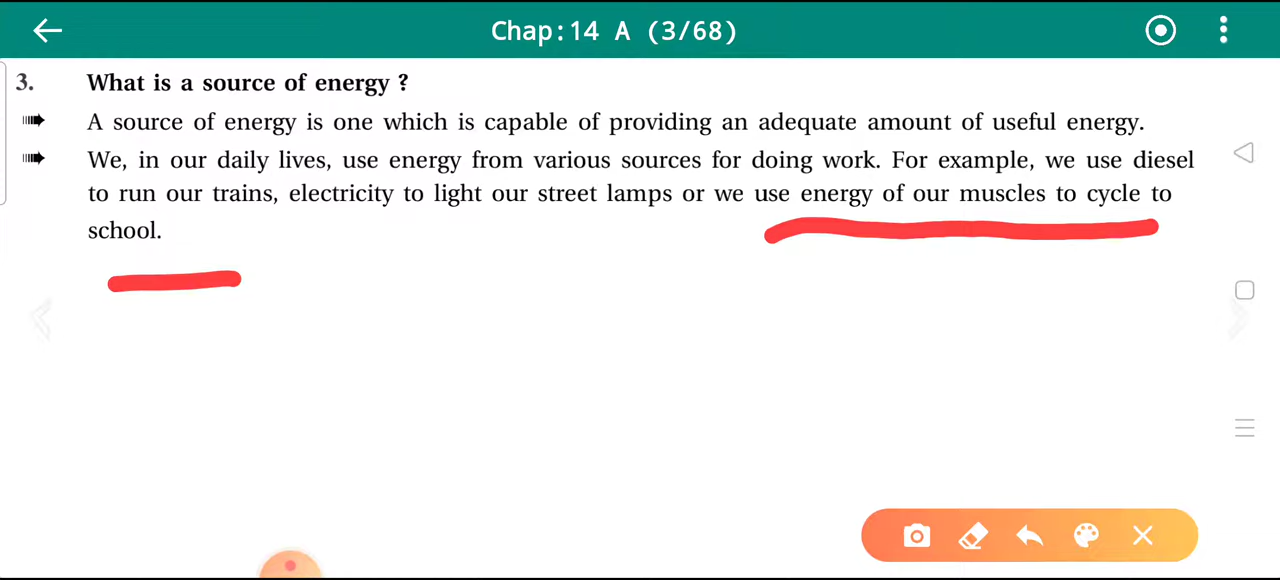 Chap:14 A (3/68)
3. What is a source of energy ?
A source of energy is one which is capable of providing an adequate amount of useful energy.
We, in our daily lives, use energy from various sources for doing work. For example, we use diesel
to run our trains, electricity to light our street lamps or we use energy of our muscles to cycle to
school.